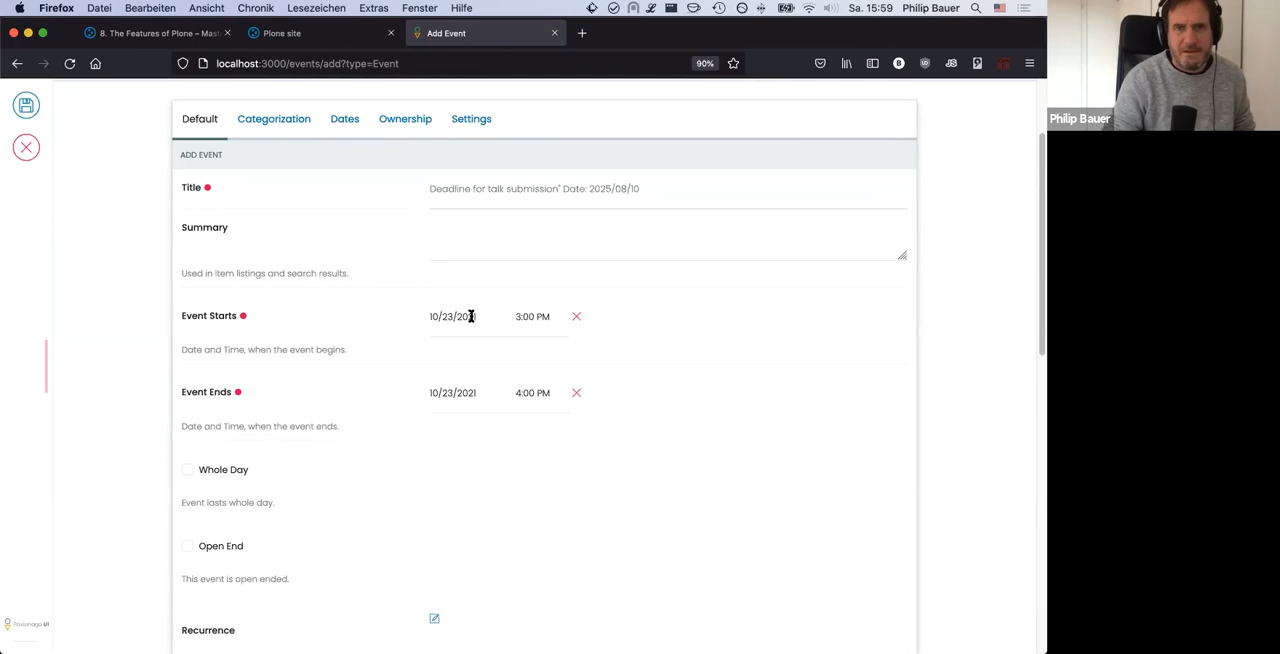 Firefox Datei Bearbeiten Ansicht Chronik Lesezeichen Extras Fenster Hilfe Sa. 15:59 Philip Bauer
8. The Features of Plone – Mast Plone site Add Event
localhost:3000/events/add?type=Event 90%
Philip Bauer
Default Categorization Dates Ownership Settings
ADD EVENT
Title Deadline for talk submission" Date: 2025/08/10
Summary
Used in item listings and search results.
Event Starts 10/23/2021 3:00 PM
Date and Time, when the event begins.
Event Ends 10/23/2021 4:00 PM
Date and Time, when the event ends.
Whole Day
Event lasts whole day.
Open End
This event is open ended.
Recurrence
Pastanaga UI